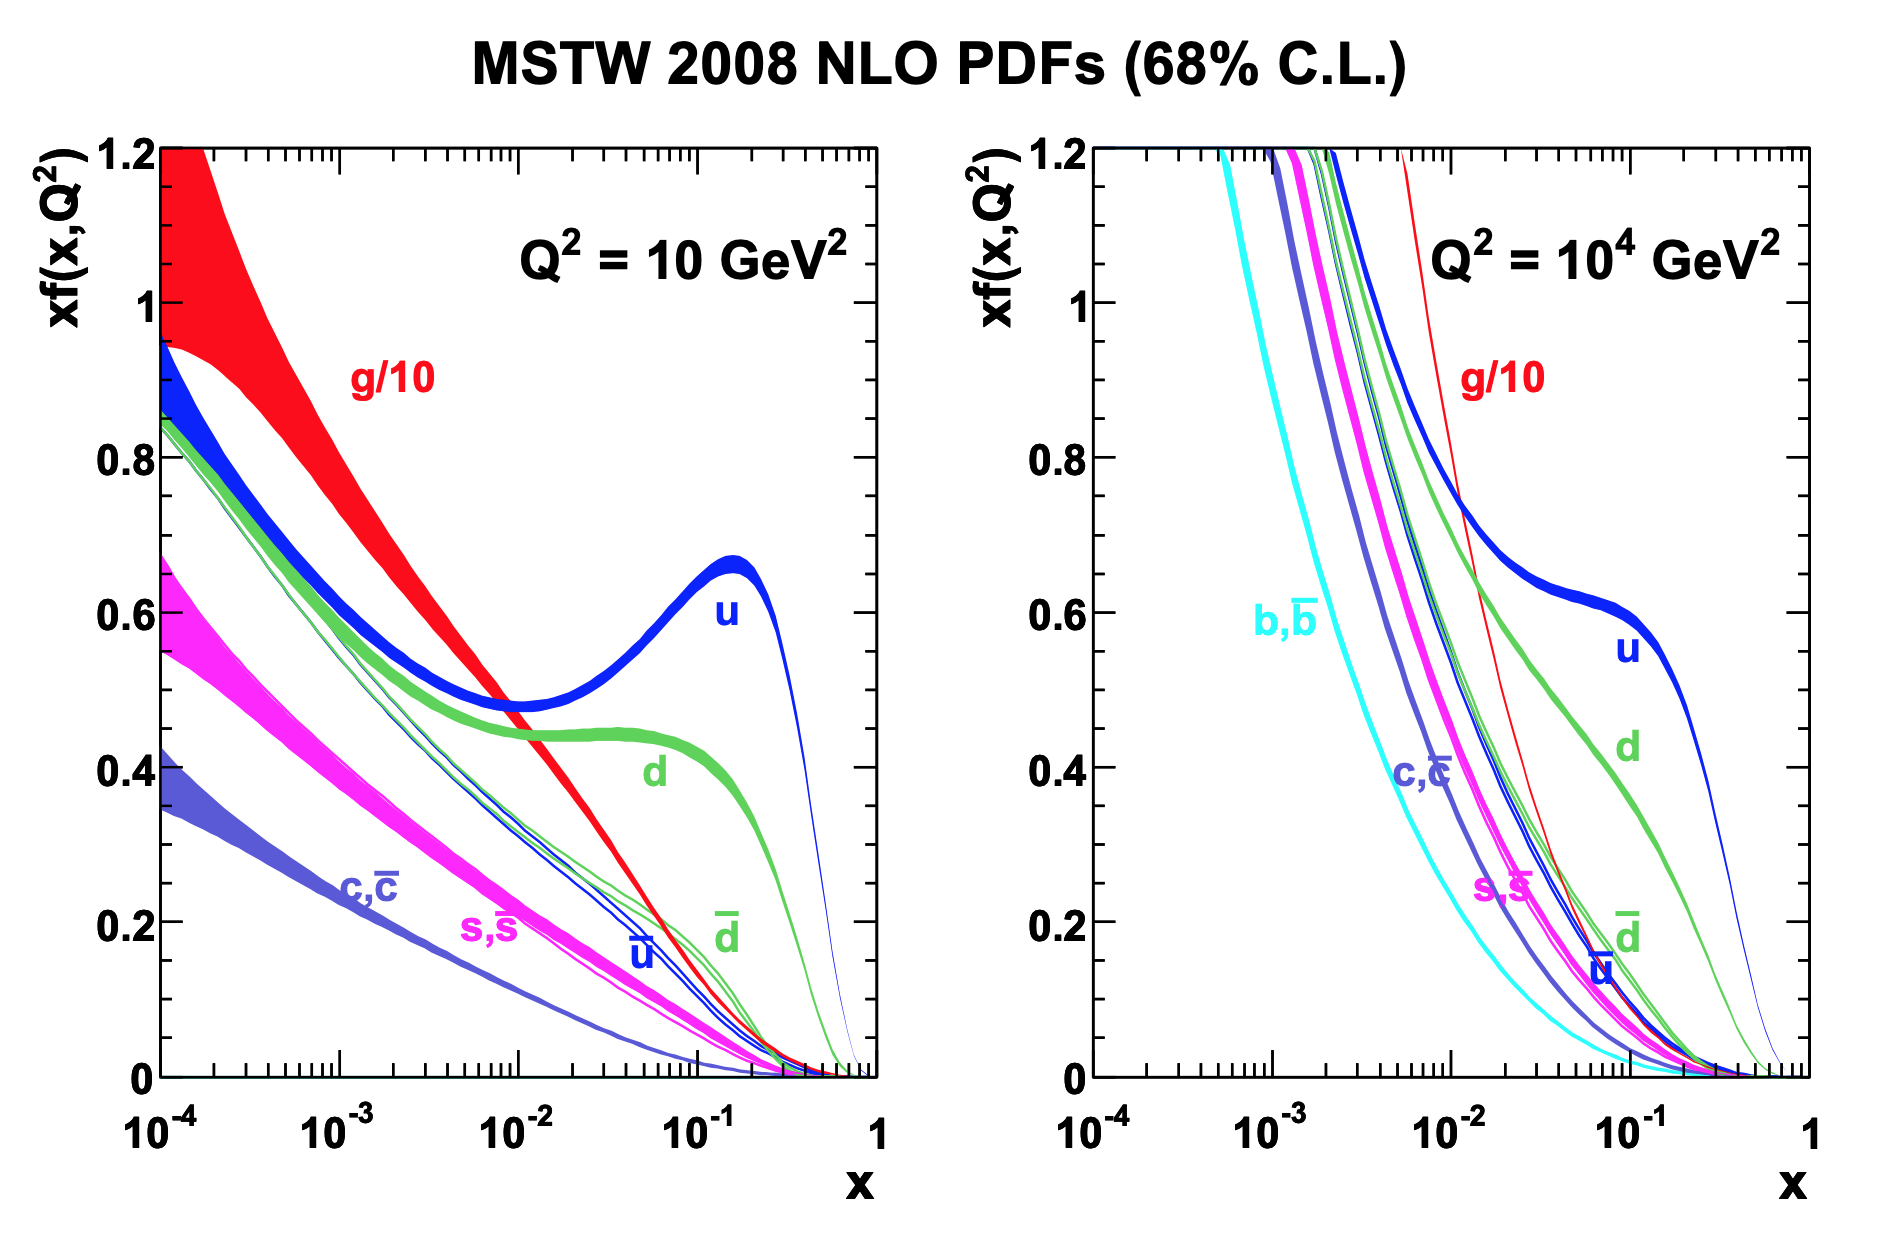 MSTW 2008 NLO PDFs (68% C.L.)
xf(x,Q²)
1.2
1
0.8
0.6
0.4
0.2
0
Q² = 10 GeV²
g/10
u
d
c,c̅
s,s̅
u̅
d̅
10⁻⁴
10⁻³
10⁻²
10⁻¹
1
x
xf(x,Q²)
1.2
1
0.8
0.6
0.4
0.2
0
Q² = 10⁴ GeV²
g/10
b,b̅
u
d
c,c̅
s,s̅
d̅
u̅
10⁻⁴
10⁻³
10⁻²
10⁻¹
1
x